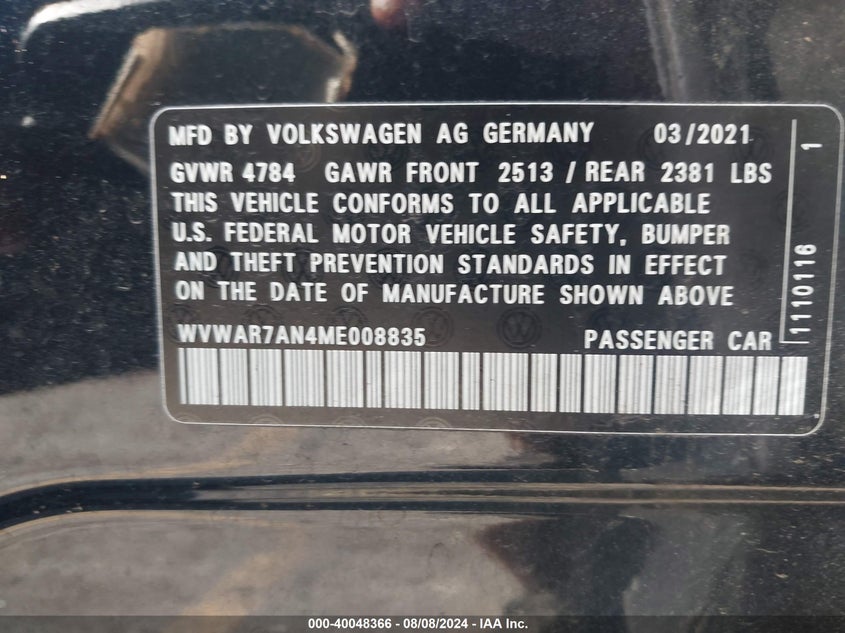 MFD BY VOLKSWAGEN AG GERMANY 03/2021
GVWR 4784 GAWR FRONT 2513 / REAR 2381 LBS
THIS VEHICLE CONFORMS TO ALL APPLICABLE
U.S. FEDERAL MOTOR VEHICLE SAFETY, BUMPER
AND THEFT PREVENTION STANDARDS IN EFFECT
ON THE DATE OF MANUFACTURE SHOWN ABOVE
WVWAR7AN4ME008835 PASSENGER CAR
1110116 1
000-40048366 - 08/08/2024 - IAA Inc.